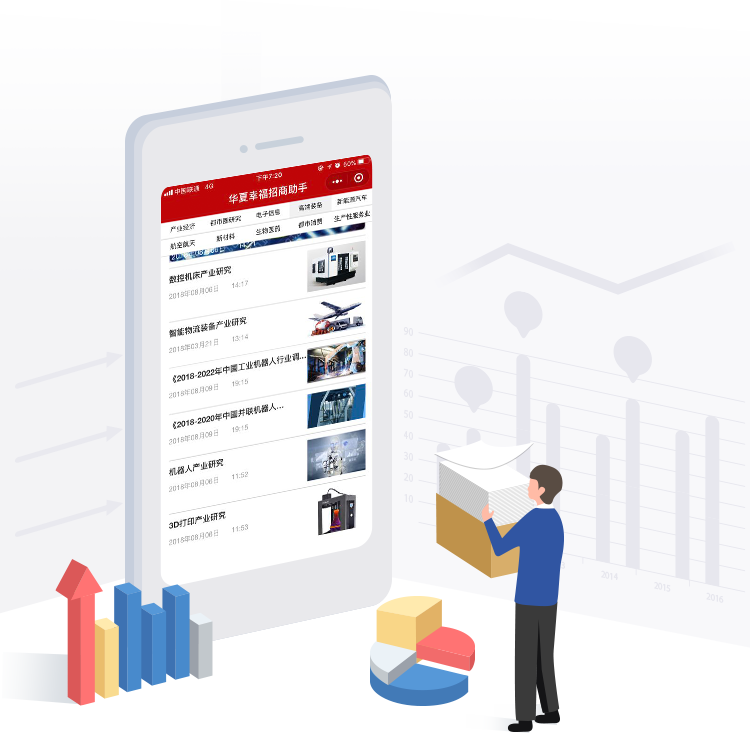 中国联通 4G 下午7:20 50%
华夏幸福招商助手
产业经济 都市圈研究 电子信息 高端装备 新能源汽车
航空航天 新材料 生物医药 都市消费 生产性服务业
数控机床产业研究
2018年08月06日 14:17
智能物流装备产业研究
2018年03月21日 13:14
《2018-2022年中国工业机器人行业调...
2018年08月09日 19:15
《2018-2020年中国并联机器人...
2018年08月09日 19:15
机器人产业研究
2018年08月06日 11:52
3D打印产业研究
2018年08月06日 11:53
90
80
70
60
50
40
30
20
10
2014
2015
2016